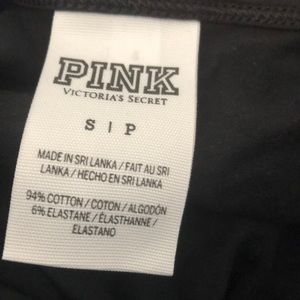 PINK
VICTORIA'S SECRET
S | P
MADE IN SRI LANKA / FAIT AU SRI
LANKA / HECHO EN SRI LANKA
94% COTTON / COTON / ALGODÓN
6% ELASTANE / ÉLASTHANNE /
ELASTANO